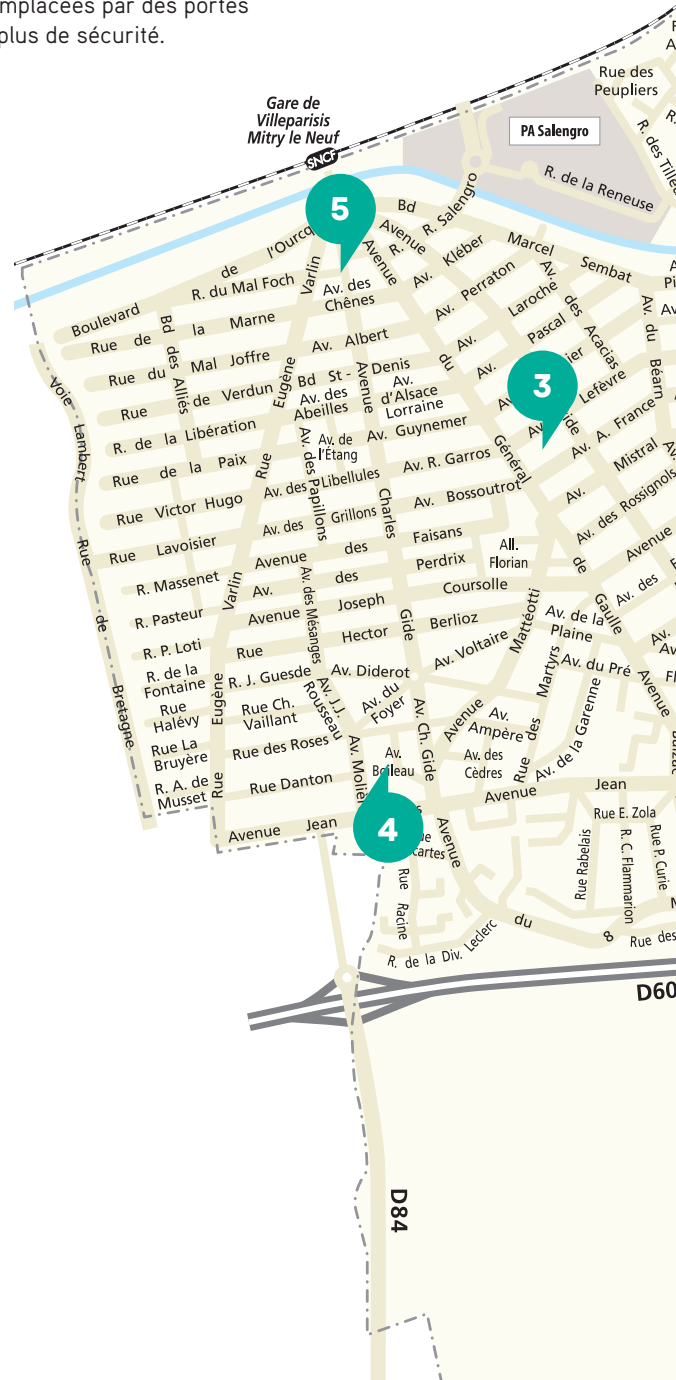 mplacées par des portes
plus de sécurité.
Rue des
Peupliers
Gare de
Villeparisis
Mitry le Neuf
SNCF
PA Salengro
R. des Tille
R. de la Reneuse
5
Bd
Marcel
Sembat
R. Salengro
Avenue
R.
Kléber
Av.
Boulevard
de
l'Ourcq
Varlin
Avenue
R. du Mal Foch
Av. des
Chênes
Av. Perraton
Laroche
Av.
des
Acacias
Av. du
Béarn
Rue de la Marne
Bd des Alliés
Av. Albert
Av.
Pascal
Rue du Mal Joffre
Eugène
Bd St - Denis
Avenue
du
Av.
3
Lefèvre
Rue de Verdun
Av. des
Abeilles
Av.
d'Alsace
Lorraine
Voie Lambert
R. de la Libération
Av. de
l'Étang
Av. Guynemer
Général
Av. A. France
Rue de la Paix
Rue
Av. des Papillons
Av. des Libellules
Av. R. Garros
Av. Mistral
Rue Victor Hugo
Av. des Grillons
Charles
Av. Bossoutrot
Av. des Rossignols
Rue Lavoisier
Avenue des Faisans
All.
Florian
Avenue
R. Massenet
Av. des Perdrix
de
Av. des
Varlin
Av. des Mésanges
Avenue Joseph Coursolle
Gaulle
R. Pasteur
Gide
Mattéotti
Av. de la
Plaine
Rue
de
Bretagne
R. P. Loti
Rue Hector Berlioz
Av. Voltaire
Av. du Pré
Av.
R. de la
Fontaine
R. J. Guesde
Av. Diderot
Rue des Martyrs
Av. de la Garenne
Avenue
Rue
Halévy
Eugène
Rue Ch.
Vaillant
Av. J.J.
Rousseau
Av. du
Foyer
Av. Ch. Gide
Avenue
Av.
Ampère
Rue La
Bruyère
Rue des Roses
Av.
Boileau
Av. des
Cèdres
R. A. de
Musset
Rue
Rue Danton
Avenue Jean
Avenue Jean
4
Avenue
Rue E. Zola
Rue Rabelais
R. C. Flammarion
Rue P. Curie
Rue Racine
du
8
Rue des
R. de la Div. Leclerc
D60
D84